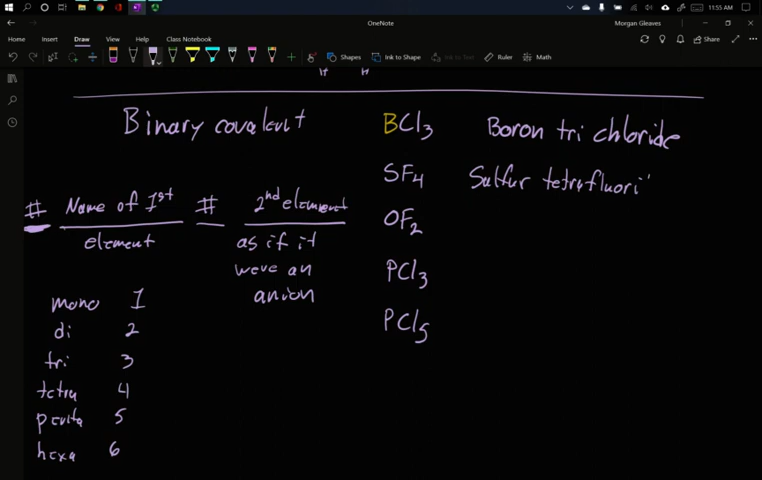 11:55 AM
OneNote
Morgan Gleaves
Home Insert Draw View Help Class Notebook
Share
Shapes Ink to Shape Ink to Text Ruler Math
Binary covalent
BCl3 Boron tri chloride
SF4 Sulfur tetrafluori
# Name of 1st element # 2nd element as if it were an anion
OF2
PCl3
PCl5
mono 1
di 2
tri 3
tetra 4
penta 5
hexa 6